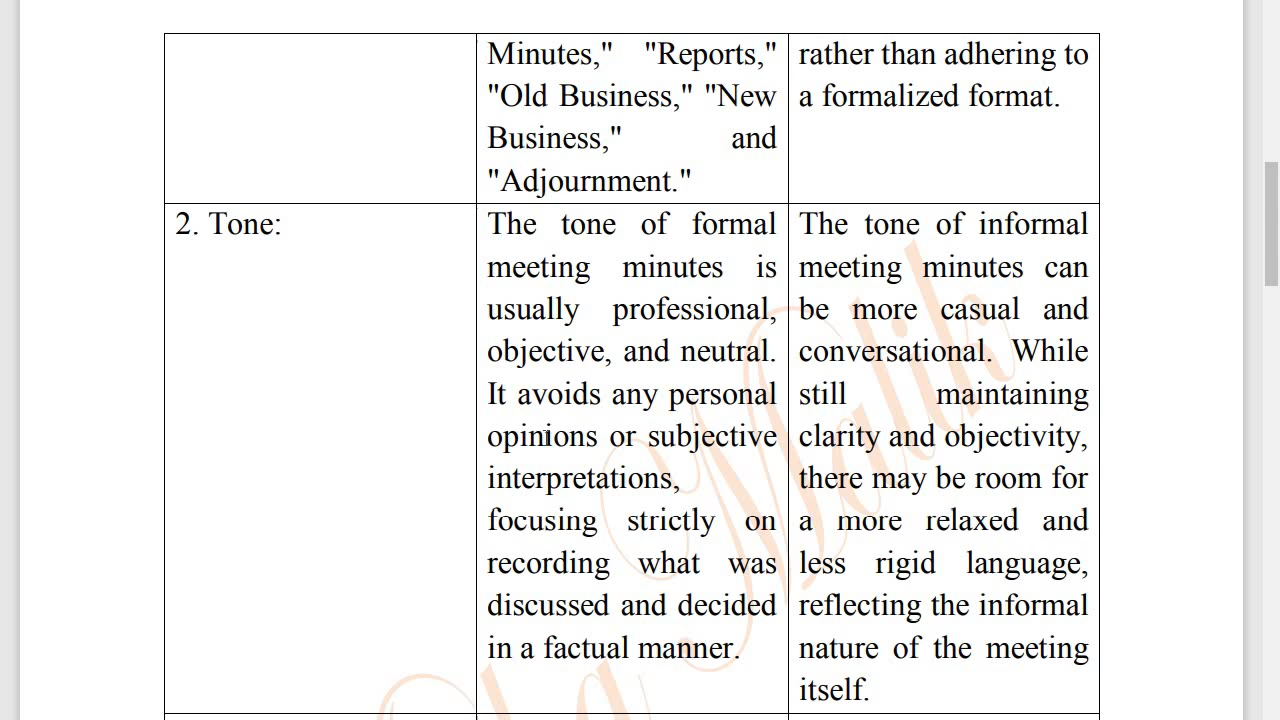 Minutes," "Reports,"
"Old Business," "New
Business," and
"Adjournment."
rather than adhering to
a formalized format.
2. Tone:
The tone of formal
meeting minutes is
usually professional,
objective, and neutral.
It avoids any personal
opinions or subjective
interpretations,
focusing strictly on
recording what was
discussed and decided
in a factual manner.
The tone of informal
meeting minutes can
be more casual and
conversational. While
still maintaining
clarity and objectivity,
there may be room for
a more relaxed and
less rigid language,
reflecting the informal
nature of the meeting
itself.
Malik